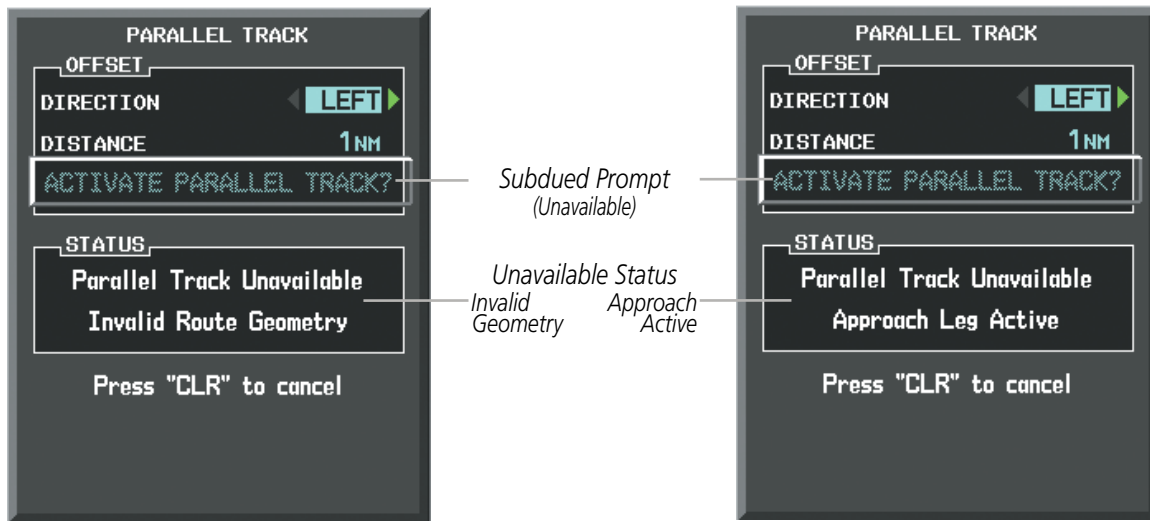 PARALLEL TRACK
OFFSET
DIRECTION LEFT
DISTANCE 1NM
ACTIVATE PARALLEL TRACK?
STATUS
Parallel Track Unavailable
Invalid Route Geometry
Press "CLR" to cancel
Subdued Prompt
(Unavailable)
Unavailable Status
Invalid Geometry
Approach Active
PARALLEL TRACK
OFFSET
DIRECTION LEFT
DISTANCE 1NM
ACTIVATE PARALLEL TRACK?
STATUS
Parallel Track Unavailable
Approach Leg Active
Press "CLR" to cancel